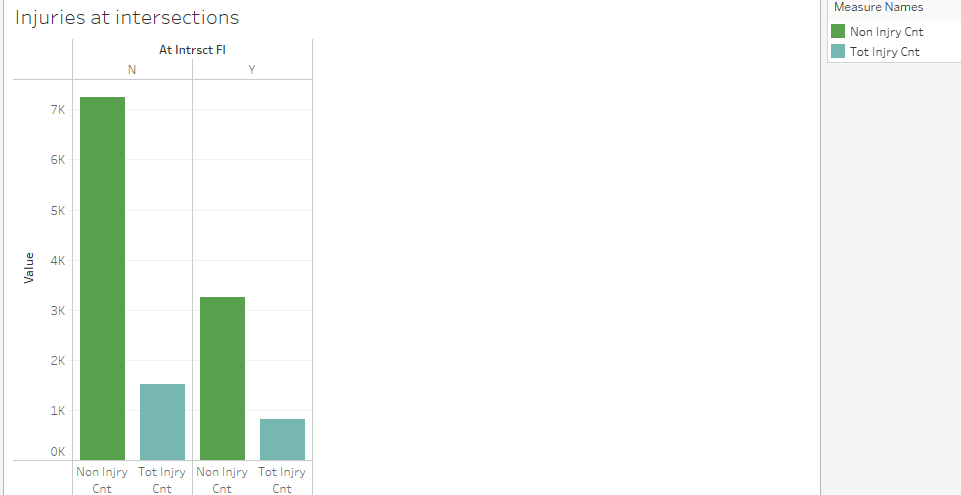 Injuries at intersections
At Intrsct Fl
N Y
7K
6K
5K
4K
3K
2K
1K
0K
Value
Non Injry Cnt
Tot Injry Cnt
Non Injry Cnt
Tot Injry Cnt
Measure Names
Non Injry Cnt
Tot Injry Cnt